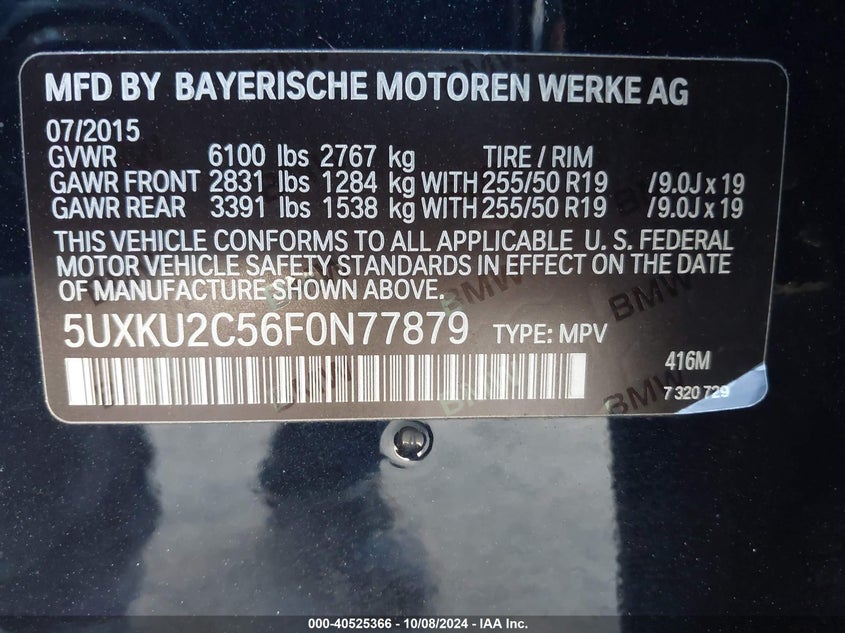 MFD BY BAYERISCHE MOTOREN WERKE AG
07/2015
GVWR 6100 lbs 2767 kg TIRE / RIM
GAWR FRONT 2831 lbs 1284 kg WITH 255/50 R19 /9.0J x 19
GAWR REAR 3391 lbs 1538 kg WITH 255/50 R19 /9.0J x 19
THIS VEHICLE CONFORMS TO ALL APPLICABLE U. S. FEDERAL
MOTOR VEHICLE SAFETY STANDARDS IN EFFECT ON THE DATE
OF MANUFACTURE SHOWN ABOVE.
5UXKU2C56F0N77879 TYPE: MPV
416M
7 320 729
BMW
BMW
BMW
000-40525366 - 10/08/2024 - IAA Inc.